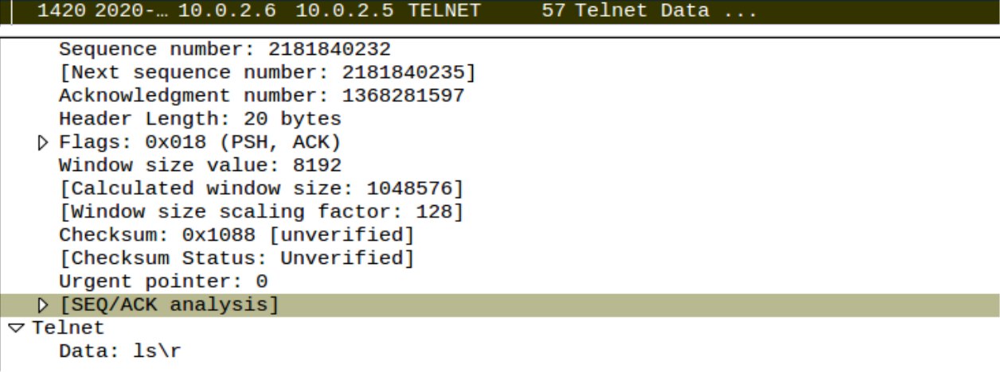 1420 2020-… 10.0.2.6 10.0.2.5 TELNET 57 Telnet Data ...
Sequence number: 2181840232
[Next sequence number: 2181840235]
Acknowledgment number: 1368281597
Header Length: 20 bytes
Flags: 0x018 (PSH, ACK)
Window size value: 8192
[Calculated window size: 1048576]
[Window size scaling factor: 128]
Checksum: 0x1088 [unverified]
[Checksum Status: Unverified]
Urgent pointer: 0
[SEQ/ACK analysis]
Telnet
Data: ls\r